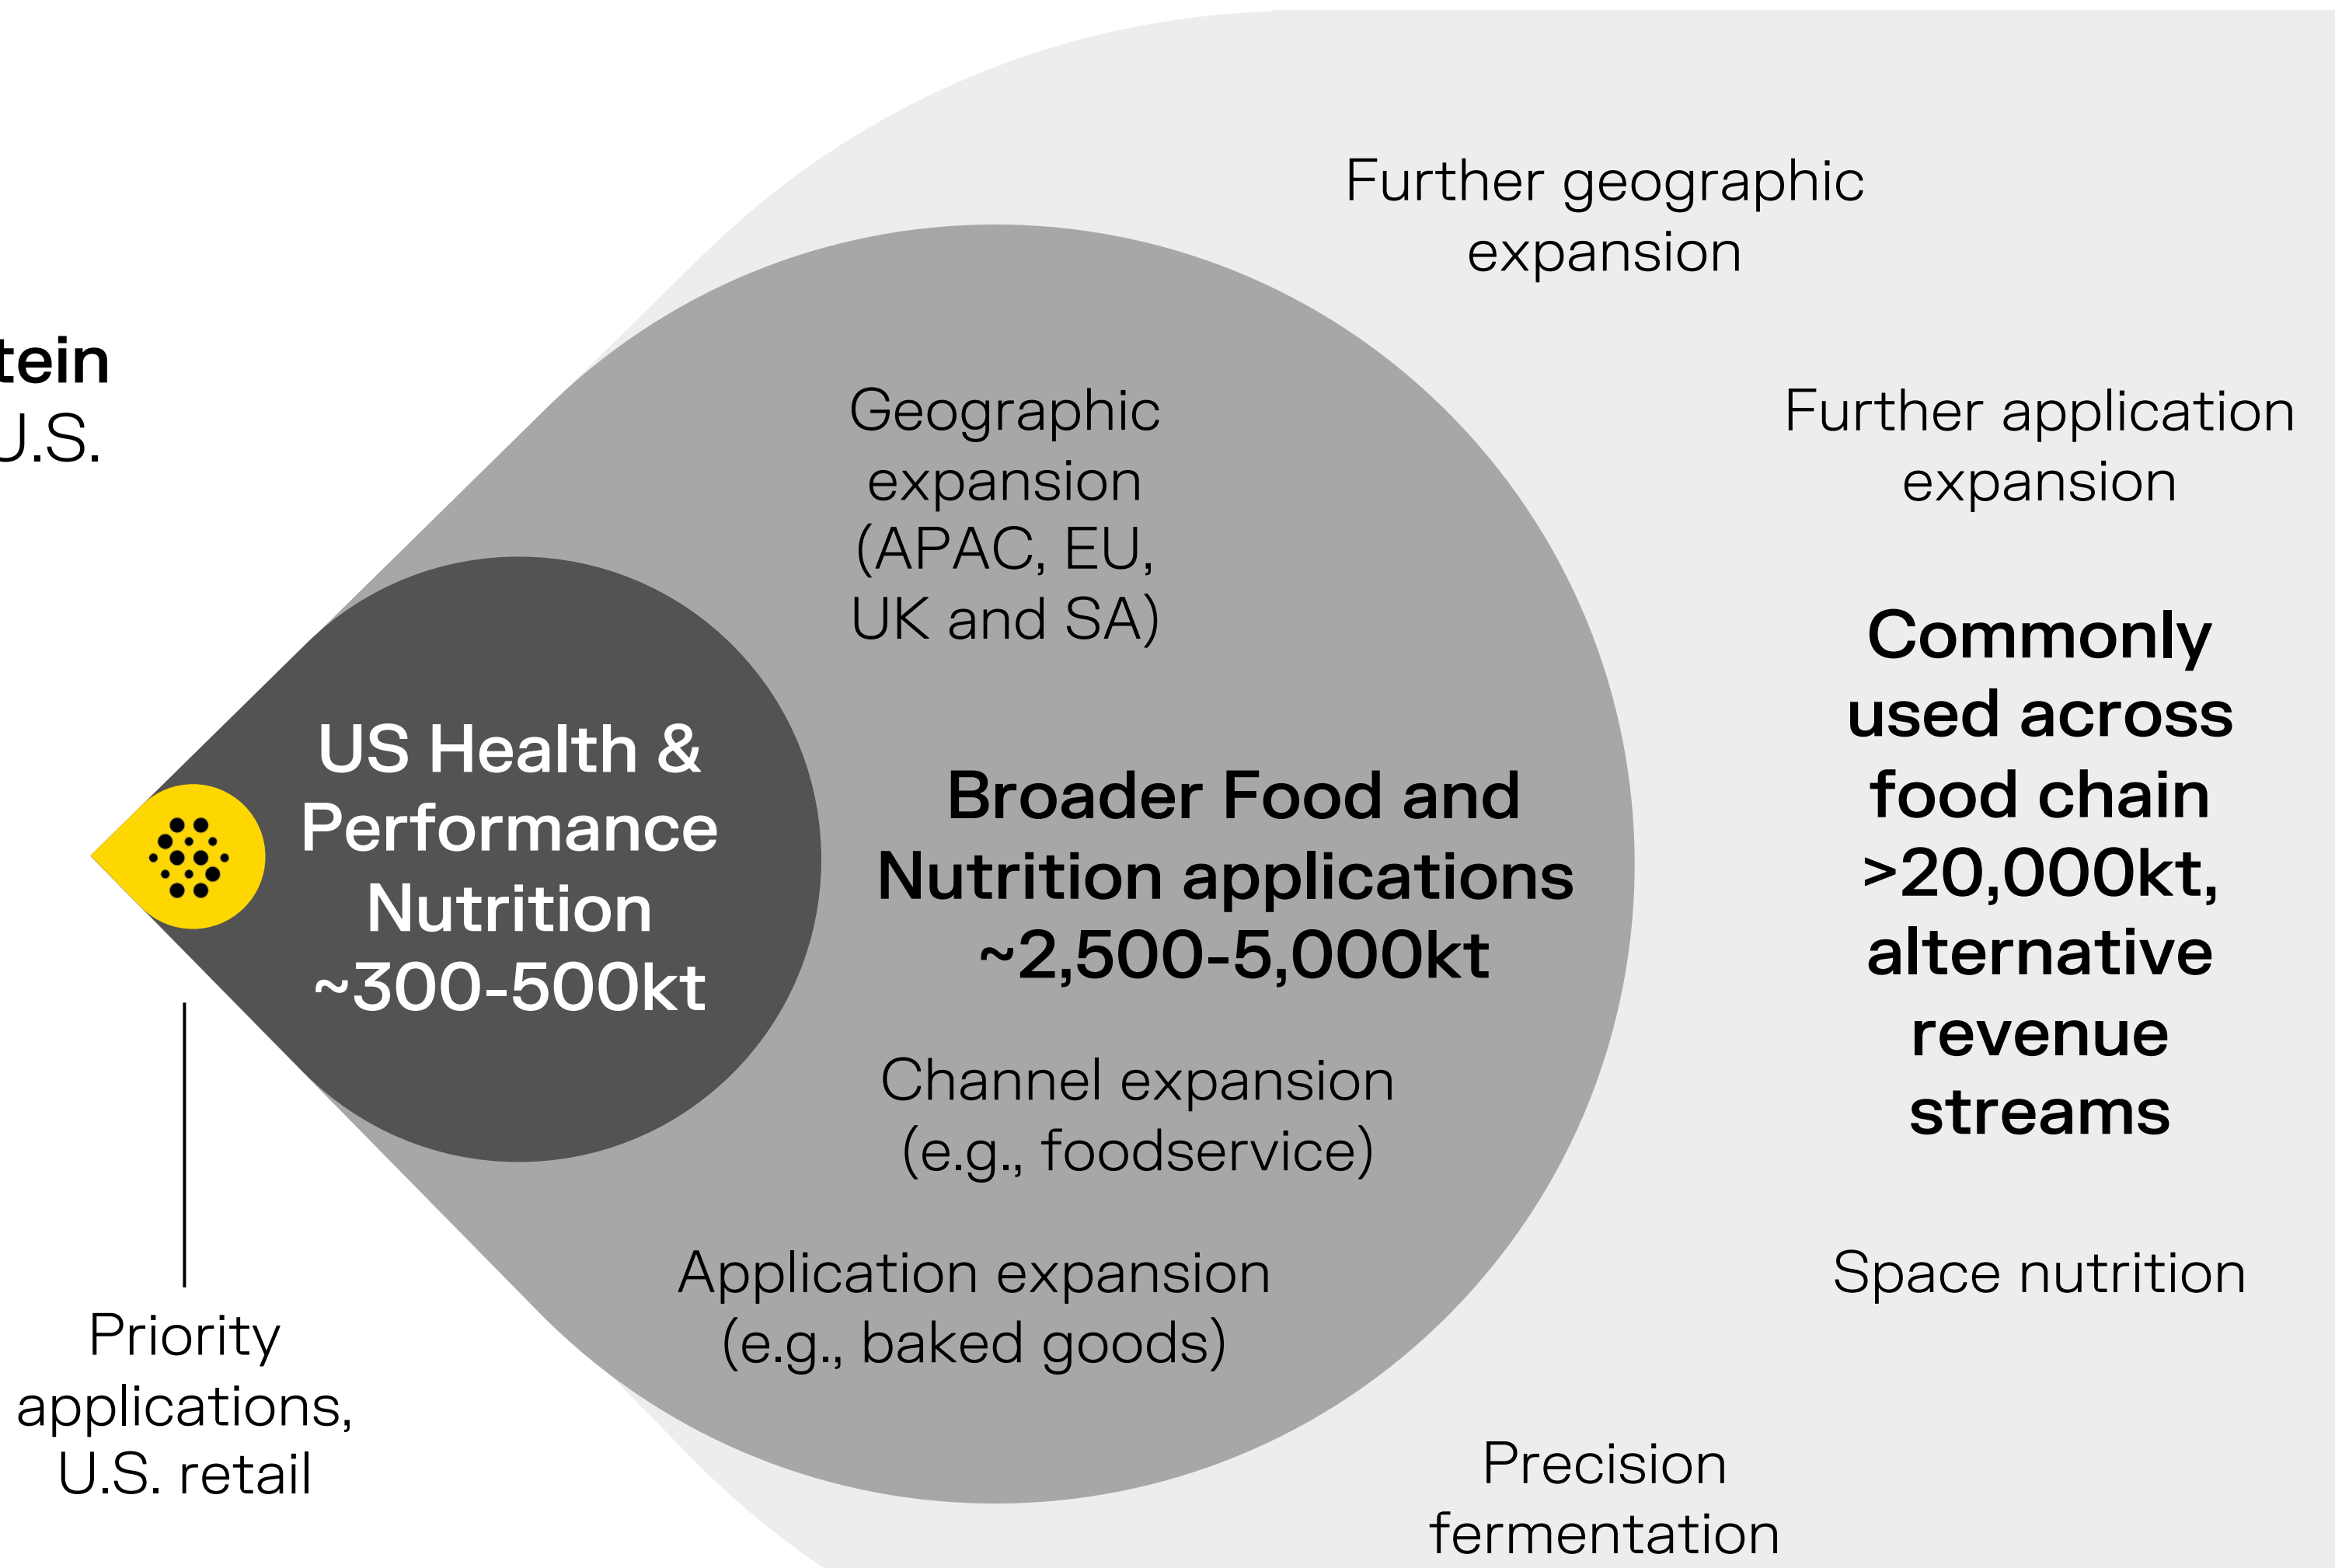 tein
U.S.
Priority
applications,
U.S. retail
US Health &
Performance
Nutrition
~300-500kt
Geographic
expansion
(APAC, EU,
UK and SA)
Broader Food and
Nutrition applications
~2,500-5,000kt
Channel expansion
(e.g., foodservice)
Application expansion
(e.g., baked goods)
Further geographic
expansion
Further application
expansion
Commonly
used across
food chain
>20,000kt,
alternative
revenue
streams
Space nutrition
Precision
fermentation